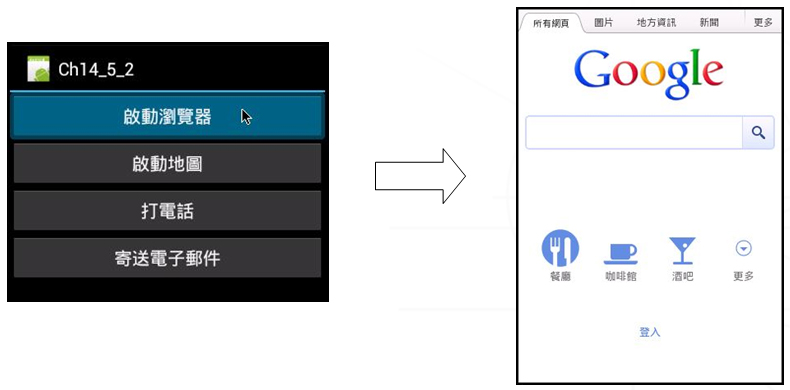 Ch14_5_2
啟動瀏覽器
啟動地圖
打電話
寄送電子郵件
所有網頁 圖片 地方資訊 新聞 更多
Google
餐廳 咖啡館 酒吧 更多
登入